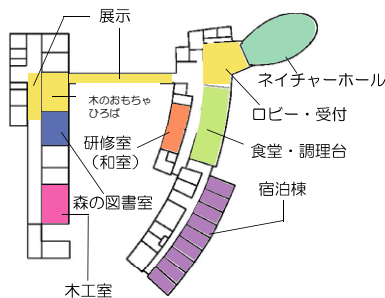 展示
ネイチャーホール
木のおもちゃ
ひろば
ロビー・受付
研修室
（和室）
食堂・調理台
宿泊棟
森の図書室
木工室